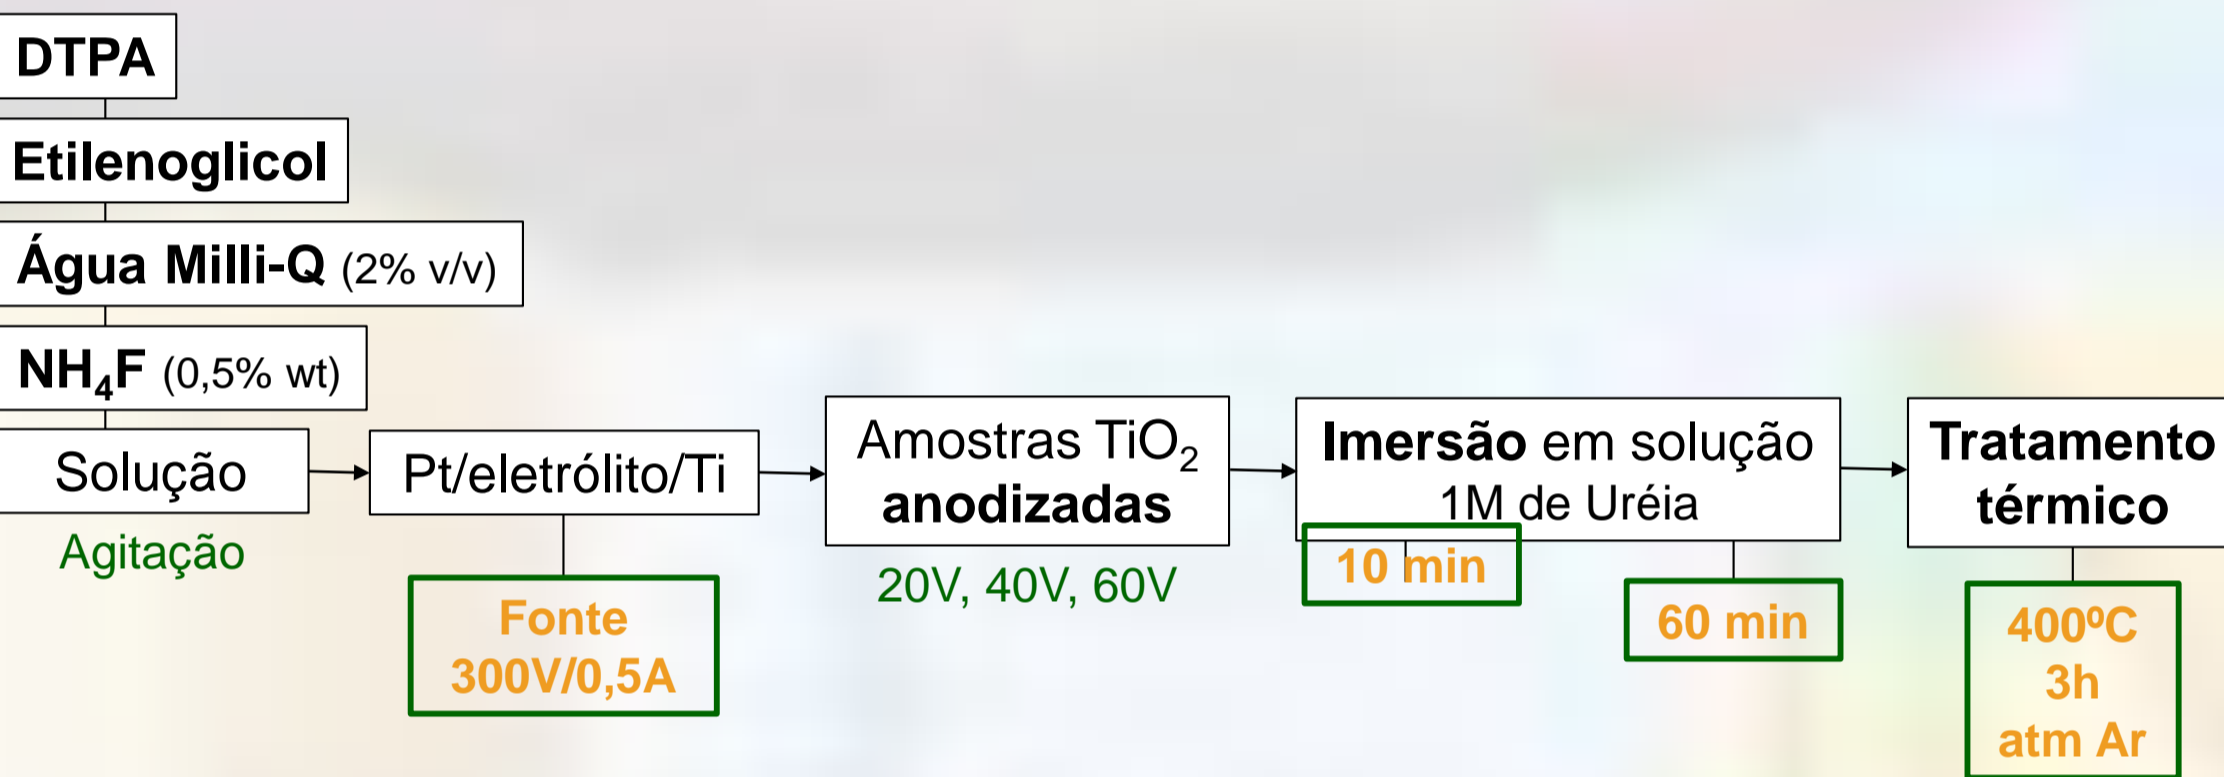 DTPA
Etilenoglicol
Água Milli-Q (2% v/v)
NH₄F (0,5% wt)
Solução
Agitação
Pt/eletrólito/Ti
Fonte
300V/0,5A
Amostras TiO₂
anodizadas
20V, 40V, 60V
Imersão em solução
1M de Uréia
10 min
60 min
Tratamento
térmico
400ºC
3h
atm Ar